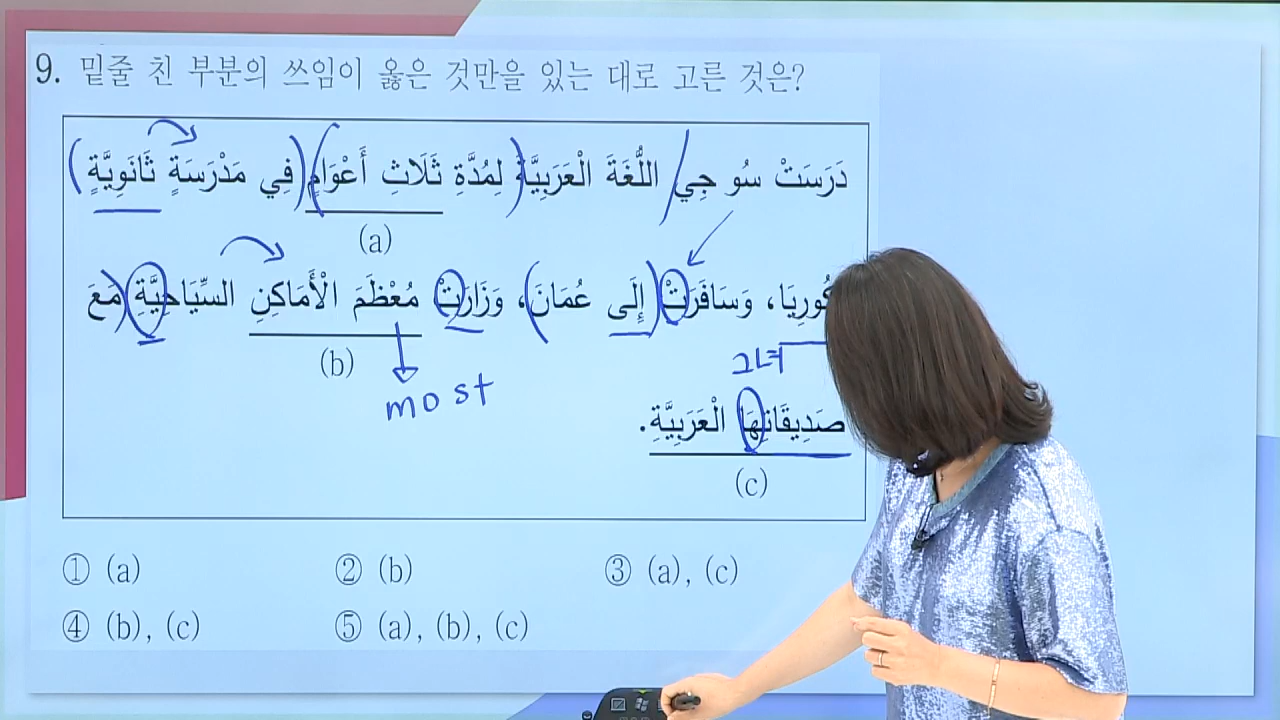 9. 밑줄 친 부분의 쓰임이 옳은 것만을 있는 대로 고른 것은?
دَرَسَتْ سُو جِي اللُّغَةَ الْعَرَبِيَّةَ لِمُدَّةِ ثَلَاثِ أَعْوَامٍ فِي مَدْرَسَةٍ ثَانَوِيَّةٍ
(a)
كُورِيَا، وَسَافَرَتْ إِلَى عُمَانَ، وَزَارَتْ مُعْظَمَ الْأَمَاكِنِ السِّيَاحِيَّةِ مَعَ
(b)
그녀
most
صَدِيقَاتِهَا الْعَرَبِيَّةِ.
(c)
① (a) ② (b) ③ (a), (c)
④ (b), (c) ⑤ (a), (b), (c)